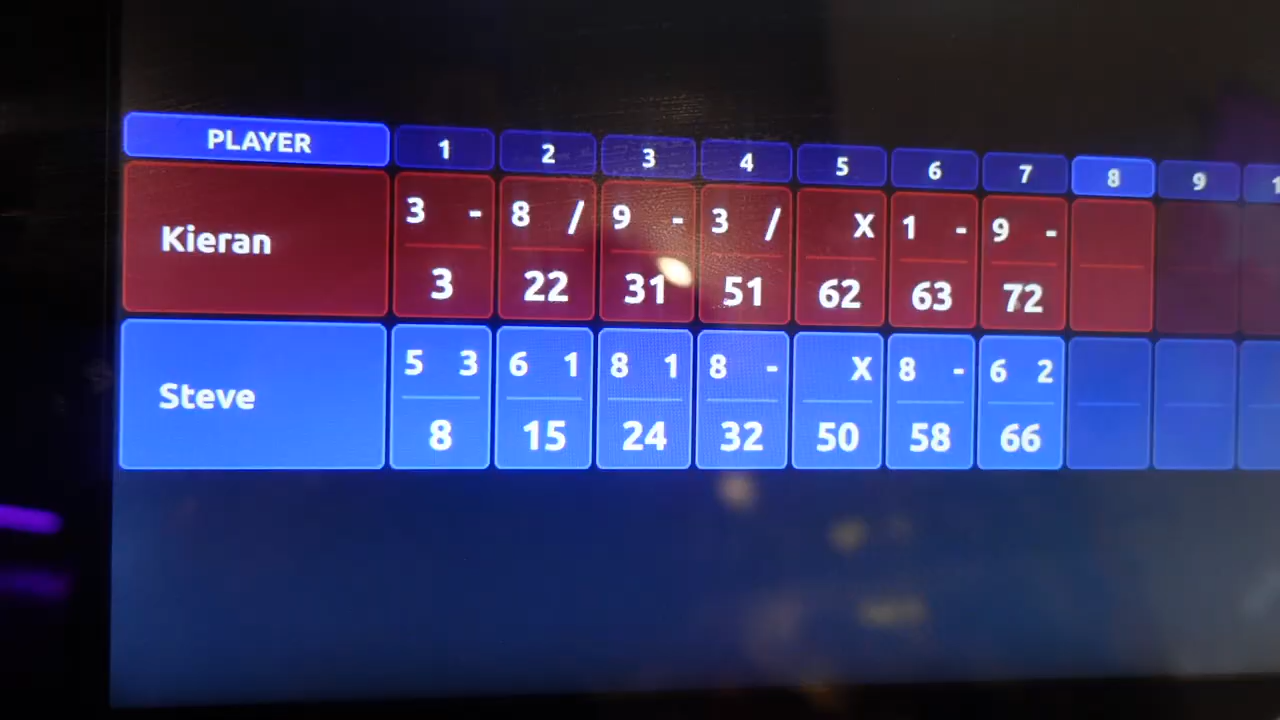 PLAYER 1 2 3 4 5 6 7 8 9 1
3 - 8 / 9 - 3 / X 1 - 9 -
Kieran
3 22 31 51 62 63 72
5 3 6 1 8 1 8 - X 8 - 6 2
Steve
8 15 24 32 50 58 66